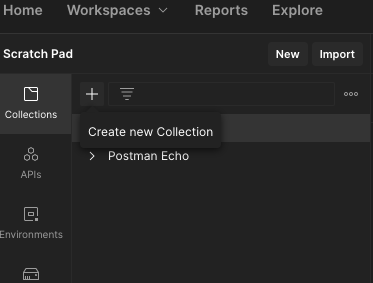 Home Workspaces Reports Explore
Scratch Pad New Import
Collections
Create new Collection
Postman Echo
APIs
Environments